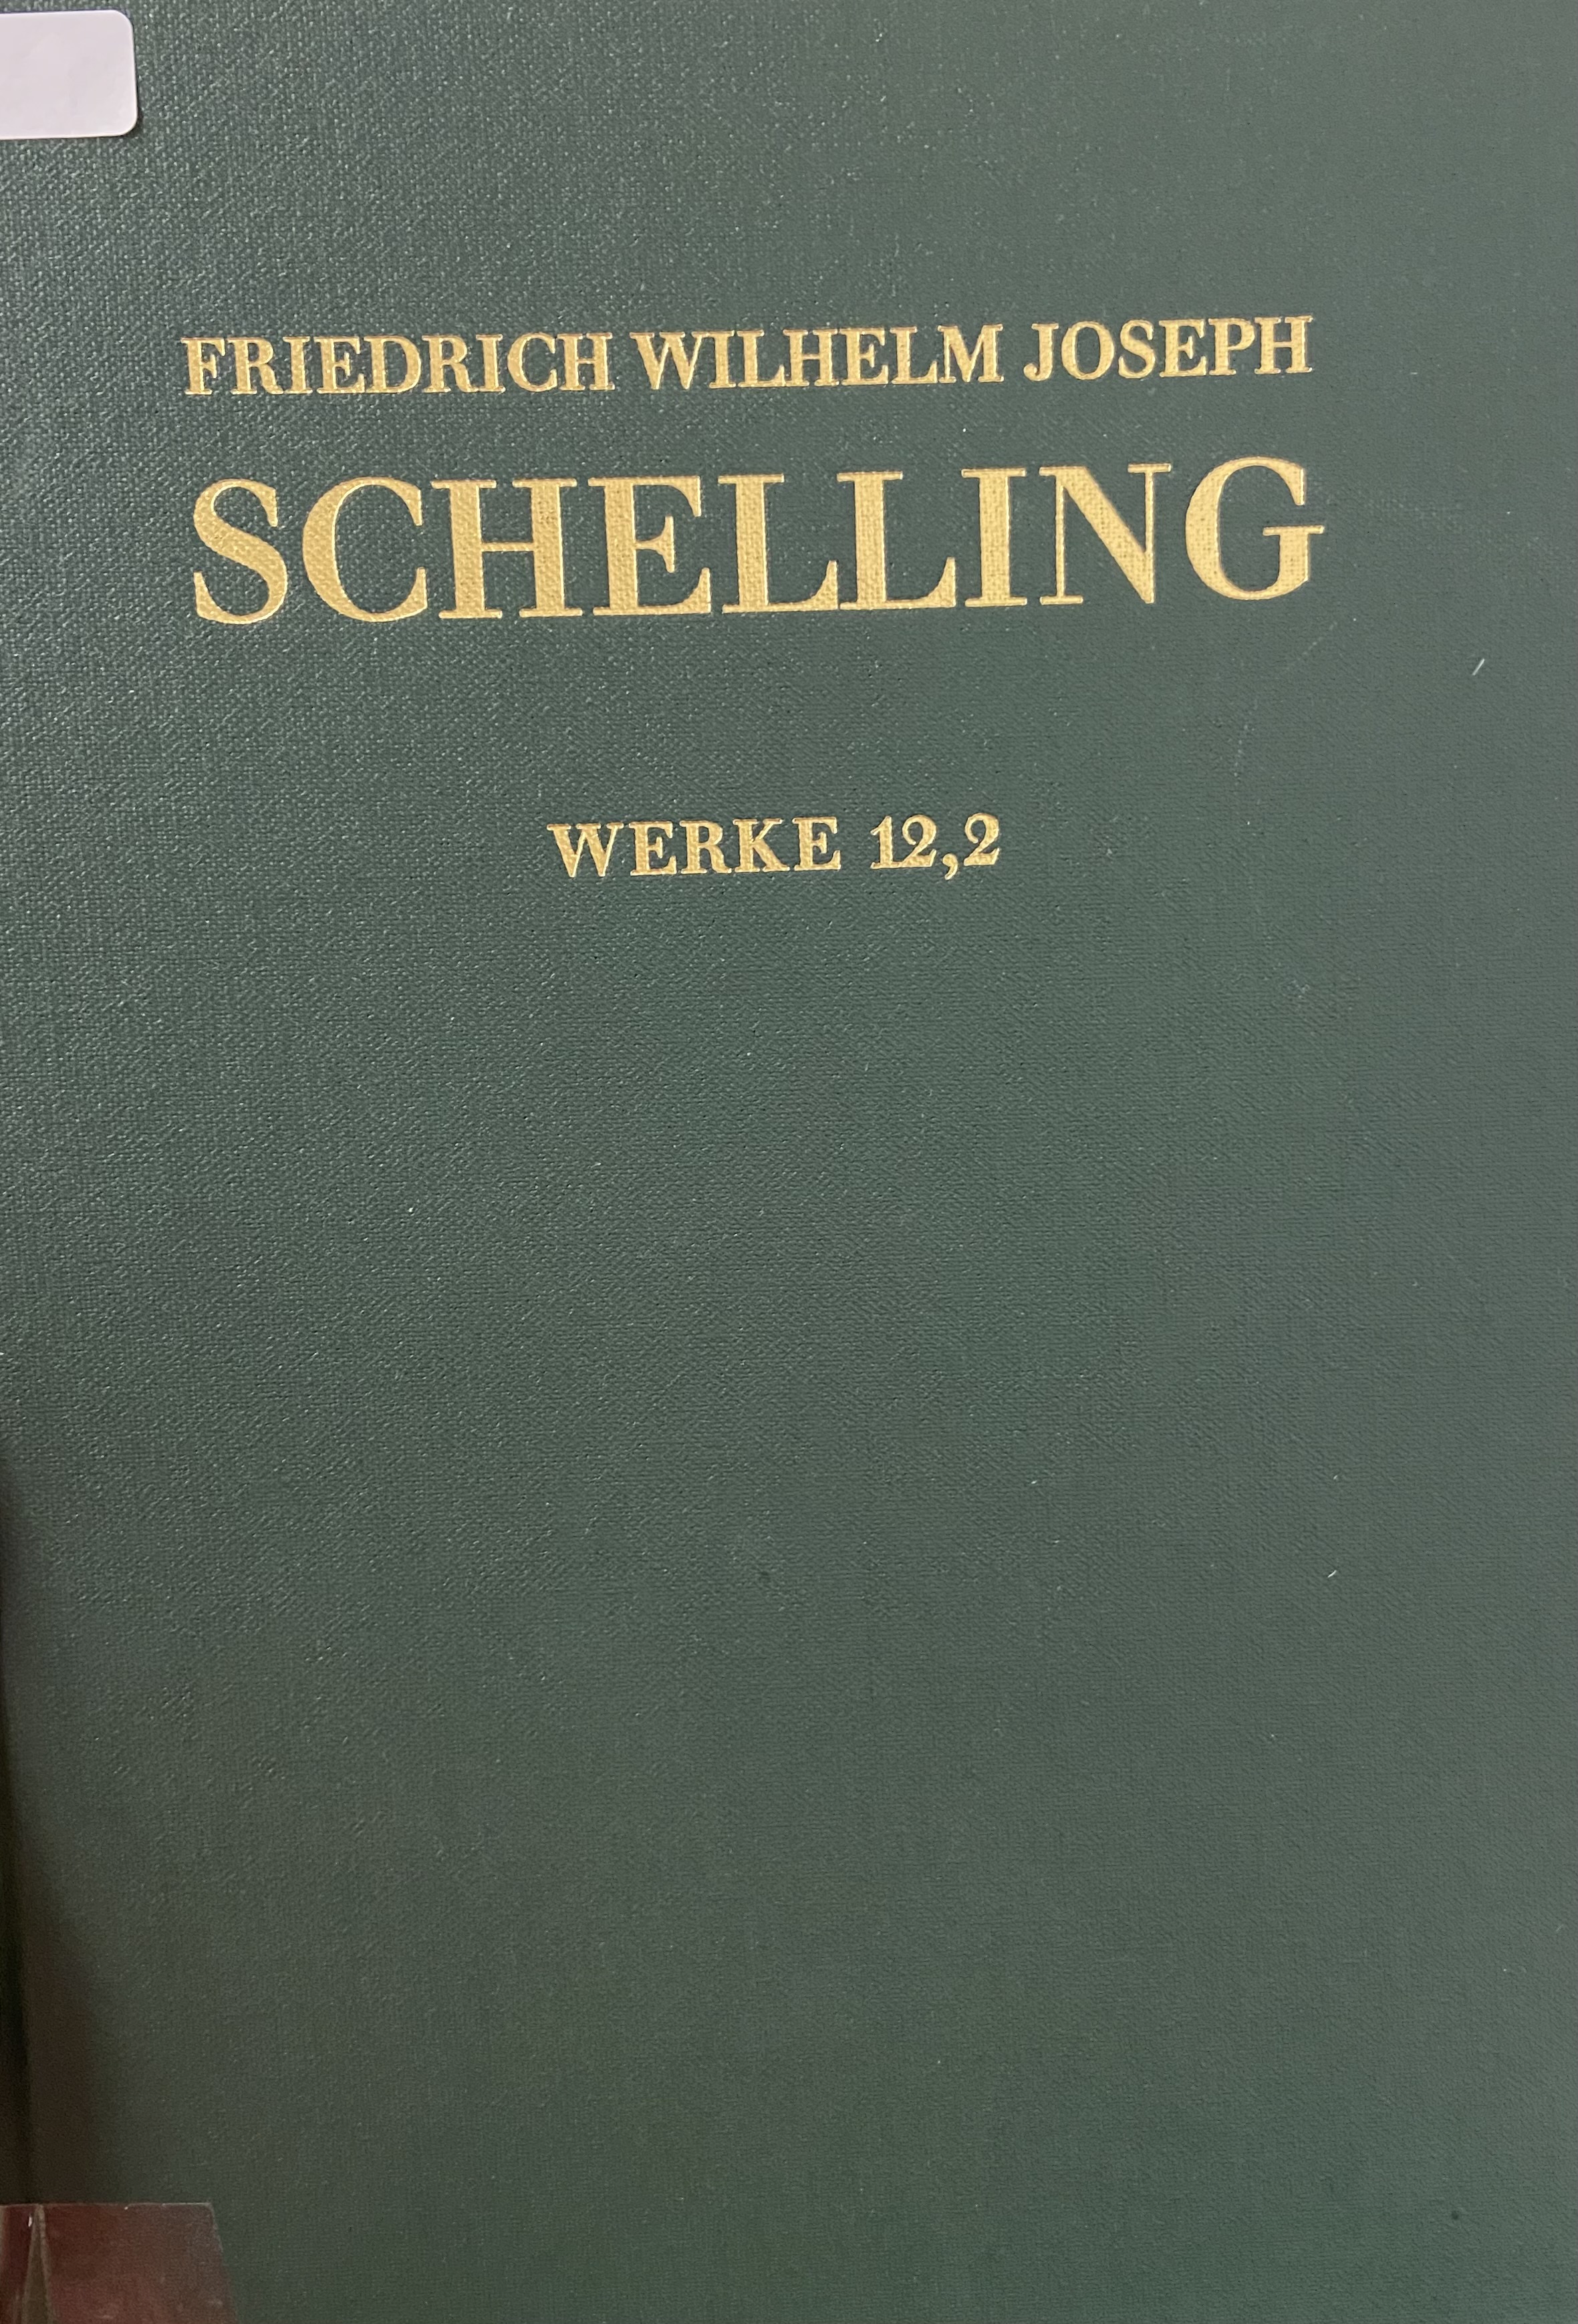 FRIEDRICH WILHELM JOSEPH
SCHELLING
WERKE 12,2